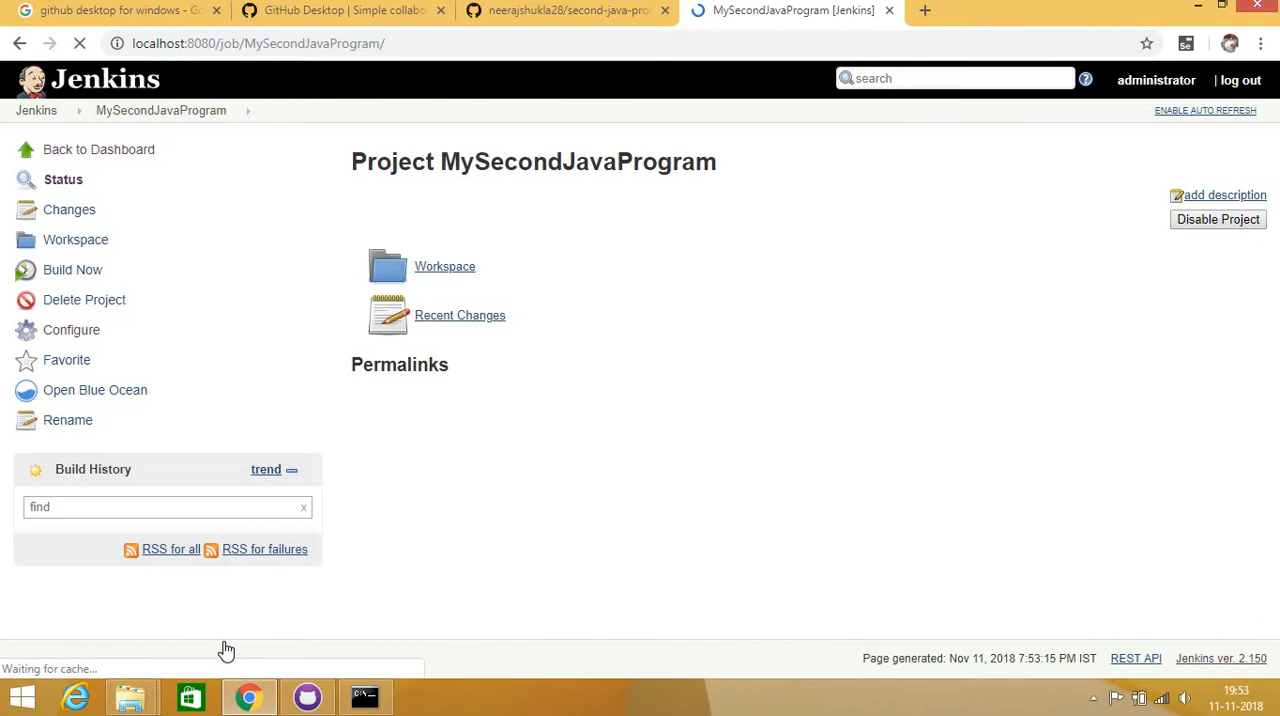 github desktop for windows - Go
GitHub Desktop | Simple collabo
neerajshukla28/second-java-pro
MySecondJavaProgram [Jenkins]
localhost:8080/job/MySecondJavaProgram/
Se
Jenkins
search
administrator
| log out
Jenkins
MySecondJavaProgram
ENABLE AUTO REFRESH
Back to Dashboard
Status
Changes
Workspace
Build Now
Delete Project
Configure
Favorite
Open Blue Ocean
Rename
Project MySecondJavaProgram
add description
Disable Project
Workspace
Recent Changes
Permalinks
Build History
trend
find
x
RSS for all
RSS for failures
Page generated: Nov 11, 2018 7:53:15 PM IST
REST API
Jenkins ver. 2.150
Waiting for cache...
19:53
11-11-2018